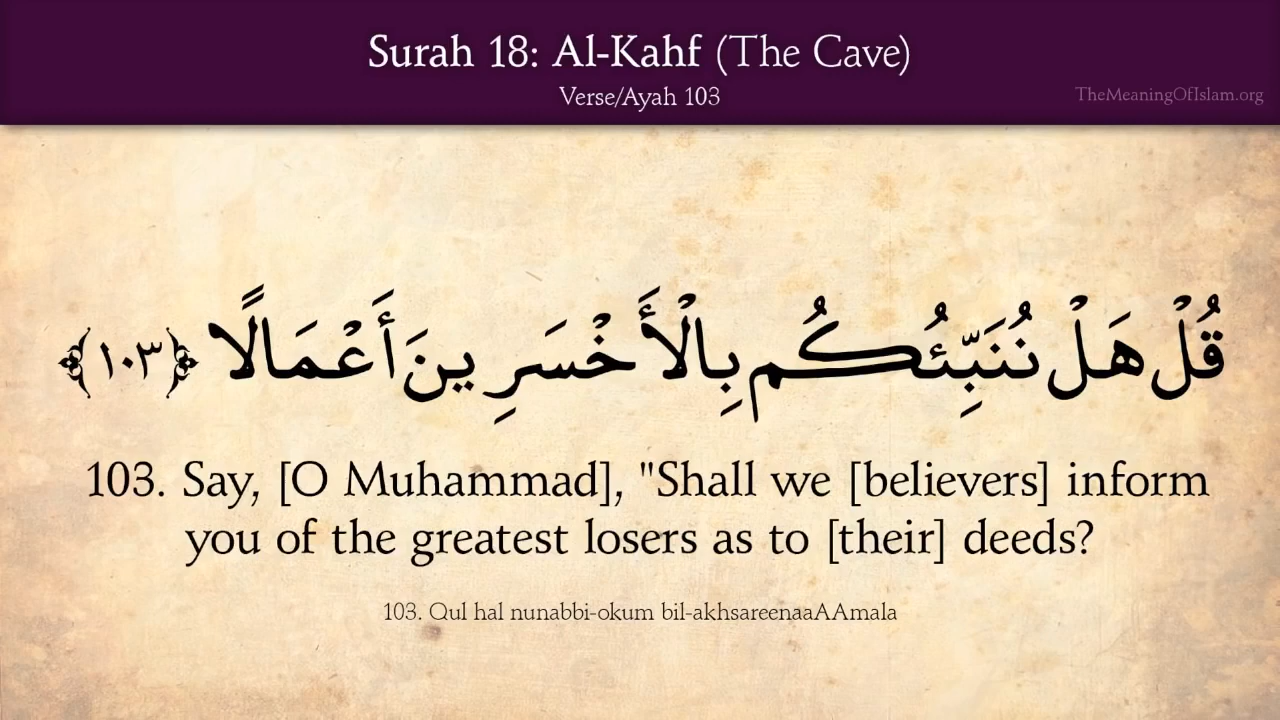 Surah 18: Al-Kahf (The Cave)
Verse/Ayah 103
TheMeaningOfIslam.org
قُلْ هَلْ نُنَبِّئُكُم بِالْأَخْسَرِينَ أَعْمَالًا ﴿١٠٣﴾
103. Say, [O Muhammad], "Shall we [believers] inform
you of the greatest losers as to [their] deeds?
103. Qul hal nunabbi-okum bil-akhsareenaaAAmala